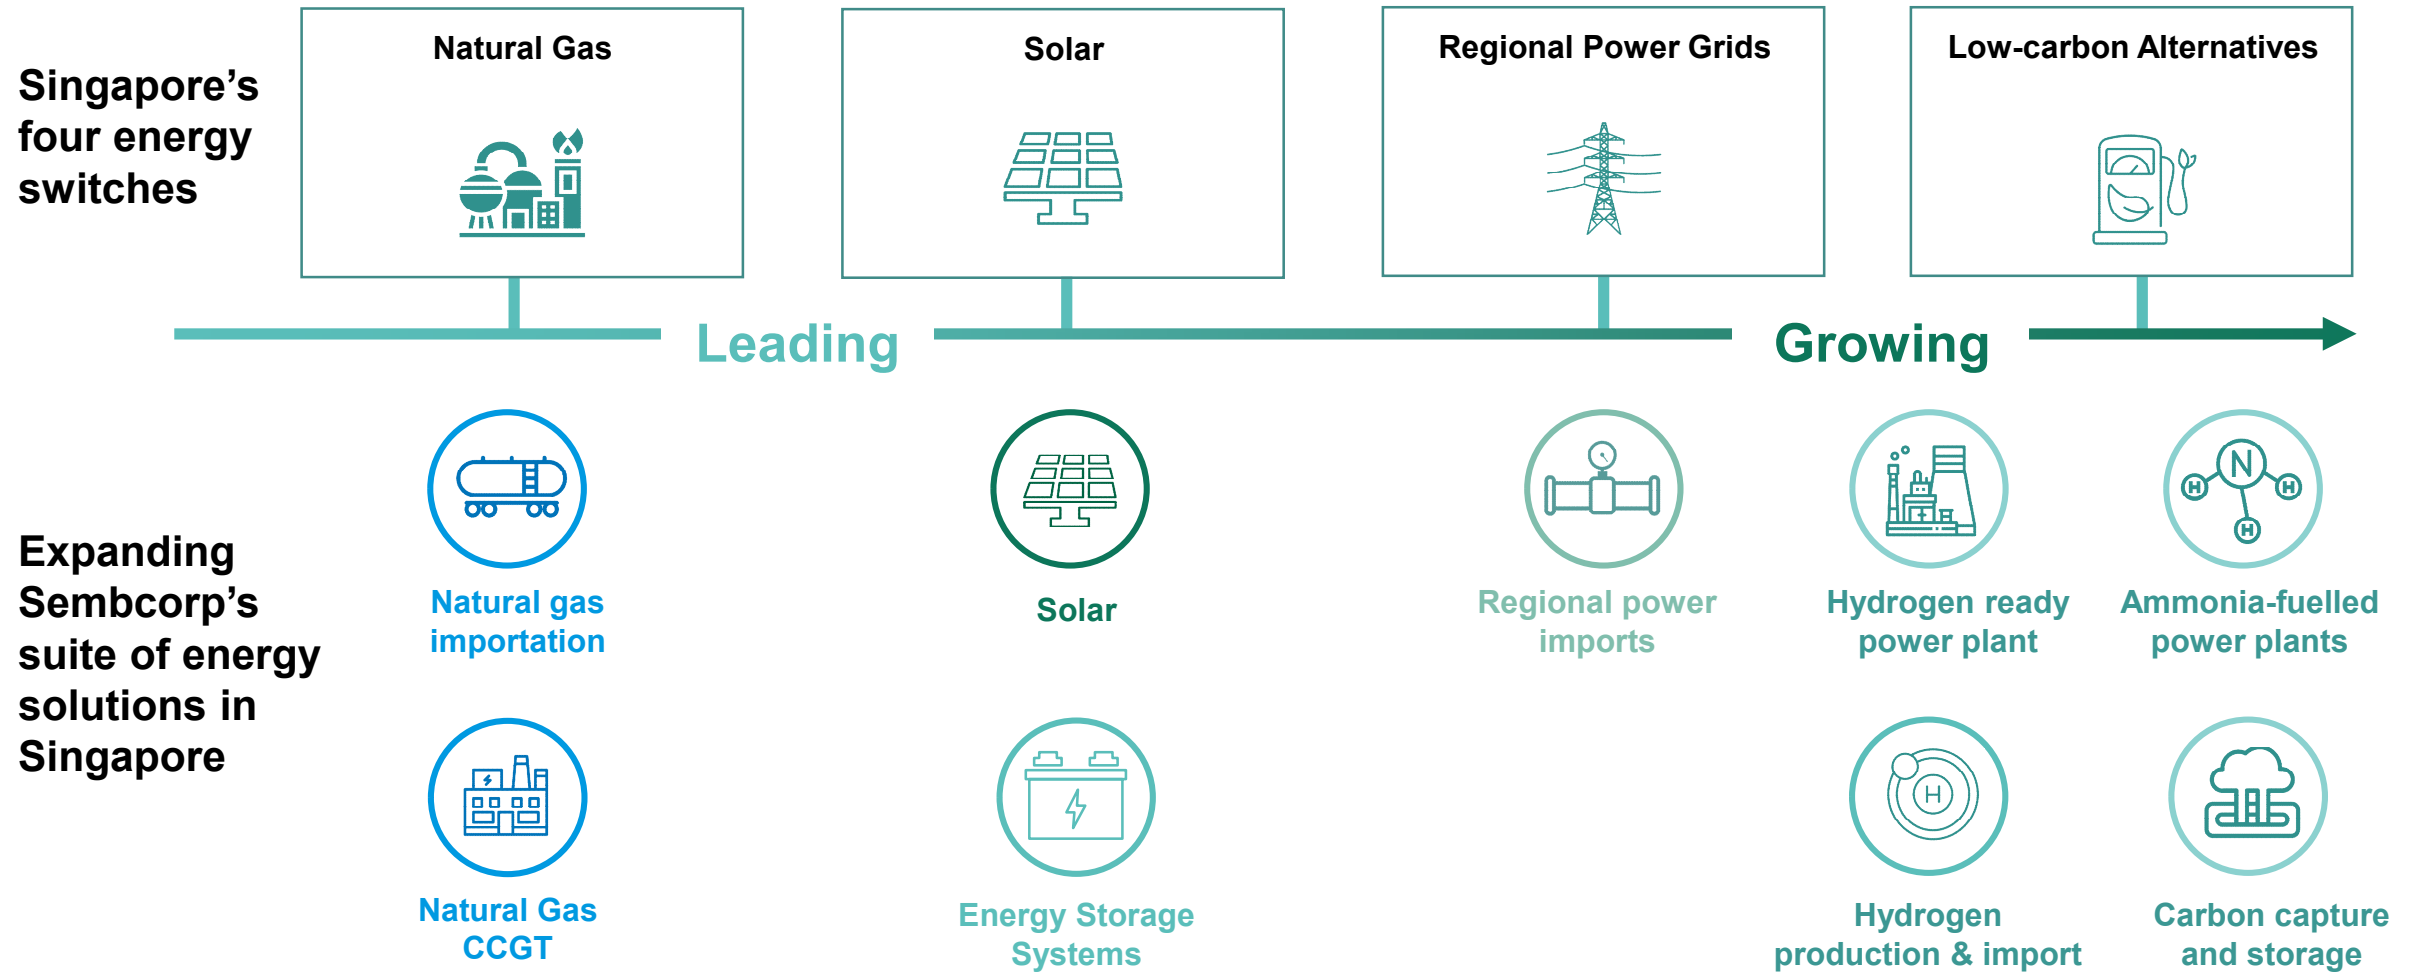 Singapore's
four energy
switches
Natural Gas
Solar
Regional Power Grids
Low-carbon Alternatives
Leading
Growing
Expanding
Sembcorp's
suite of energy
solutions in
Singapore
Natural gas
importation
Solar
Regional power
imports
Hydrogen ready
power plant
N
H
H
H
Ammonia-fuelled
power plants
Natural Gas
CCGT
Energy Storage
Systems
H
Hydrogen
production & import
Carbon capture
and storage